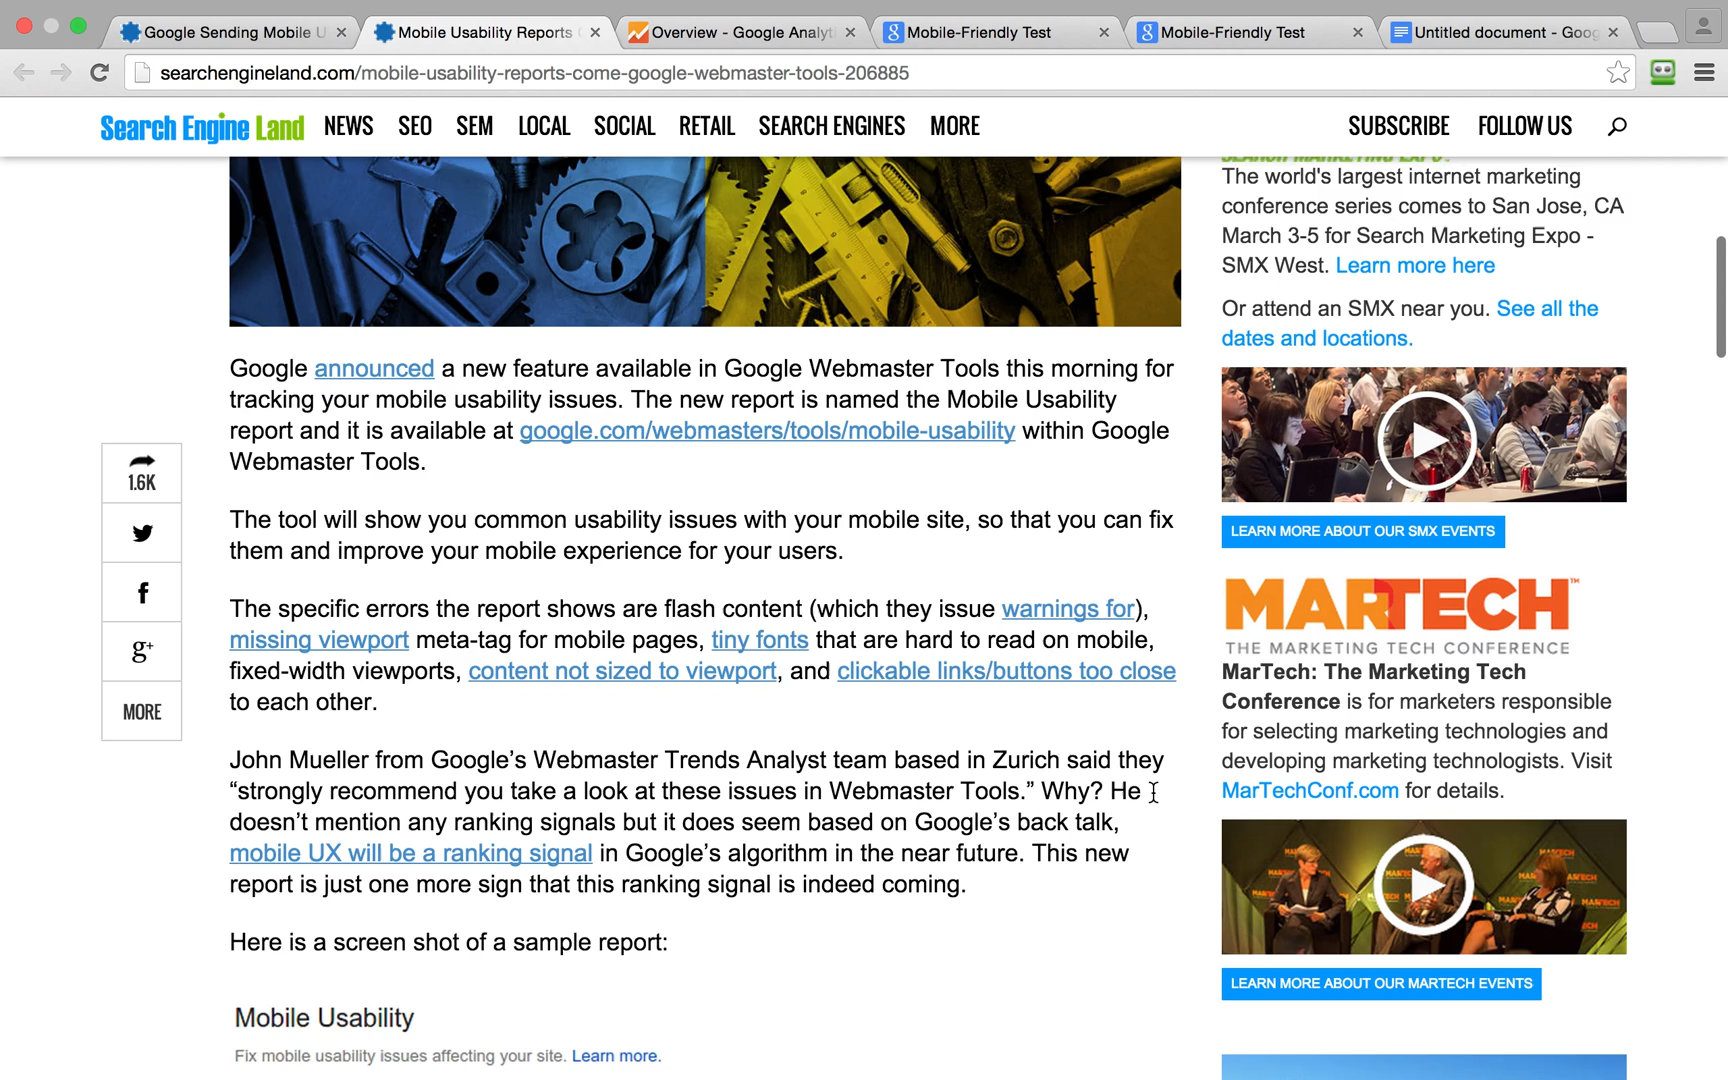 Google Sending Mobile U
Mobile Usability Reports
Overview - Google Analyt
Mobile-Friendly Test
Mobile-Friendly Test
Untitled document - Goog
searchengineland.com/mobile-usability-reports-come-google-webmaster-tools-206885
Search Engine Land
NEWS SEO SEM LOCAL SOCIAL RETAIL SEARCH ENGINES MORE
SUBSCRIBE FOLLOW US
1.6K
g+
MORE
Google announced a new feature available in Google Webmaster Tools this morning for
tracking your mobile usability issues. The new report is named the Mobile Usability
report and it is available at google.com/webmasters/tools/mobile-usability within Google
Webmaster Tools.
The tool will show you common usability issues with your mobile site, so that you can fix
them and improve your mobile experience for your users.
The specific errors the report shows are flash content (which they issue warnings for),
missing viewport meta-tag for mobile pages, tiny fonts that are hard to read on mobile,
fixed-width viewports, content not sized to viewport, and clickable links/buttons too close
to each other.
John Mueller from Google’s Webmaster Trends Analyst team based in Zurich said they
“strongly recommend you take a look at these issues in Webmaster Tools.” Why? He
doesn’t mention any ranking signals but it does seem based on Google’s back talk,
mobile UX will be a ranking signal in Google’s algorithm in the near future. This new
report is just one more sign that this ranking signal is indeed coming.
Here is a screen shot of a sample report:
Mobile Usability
Fix mobile usability issues affecting your site. Learn more.
SEARCH MARKETING EXPO
The world's largest internet marketing
conference series comes to San Jose, CA
March 3-5 for Search Marketing Expo -
SMX West. Learn more here
Or attend an SMX near you. See all the
dates and locations.
LEARN MORE ABOUT OUR SMX EVENTS
MARTECH™
THE MARKETING TECH CONFERENCE
MarTech: The Marketing Tech
Conference is for marketers responsible
for selecting marketing technologies and
developing marketing technologists. Visit
MarTechConf.com for details.
LEARN MORE ABOUT OUR MARTECH EVENTS